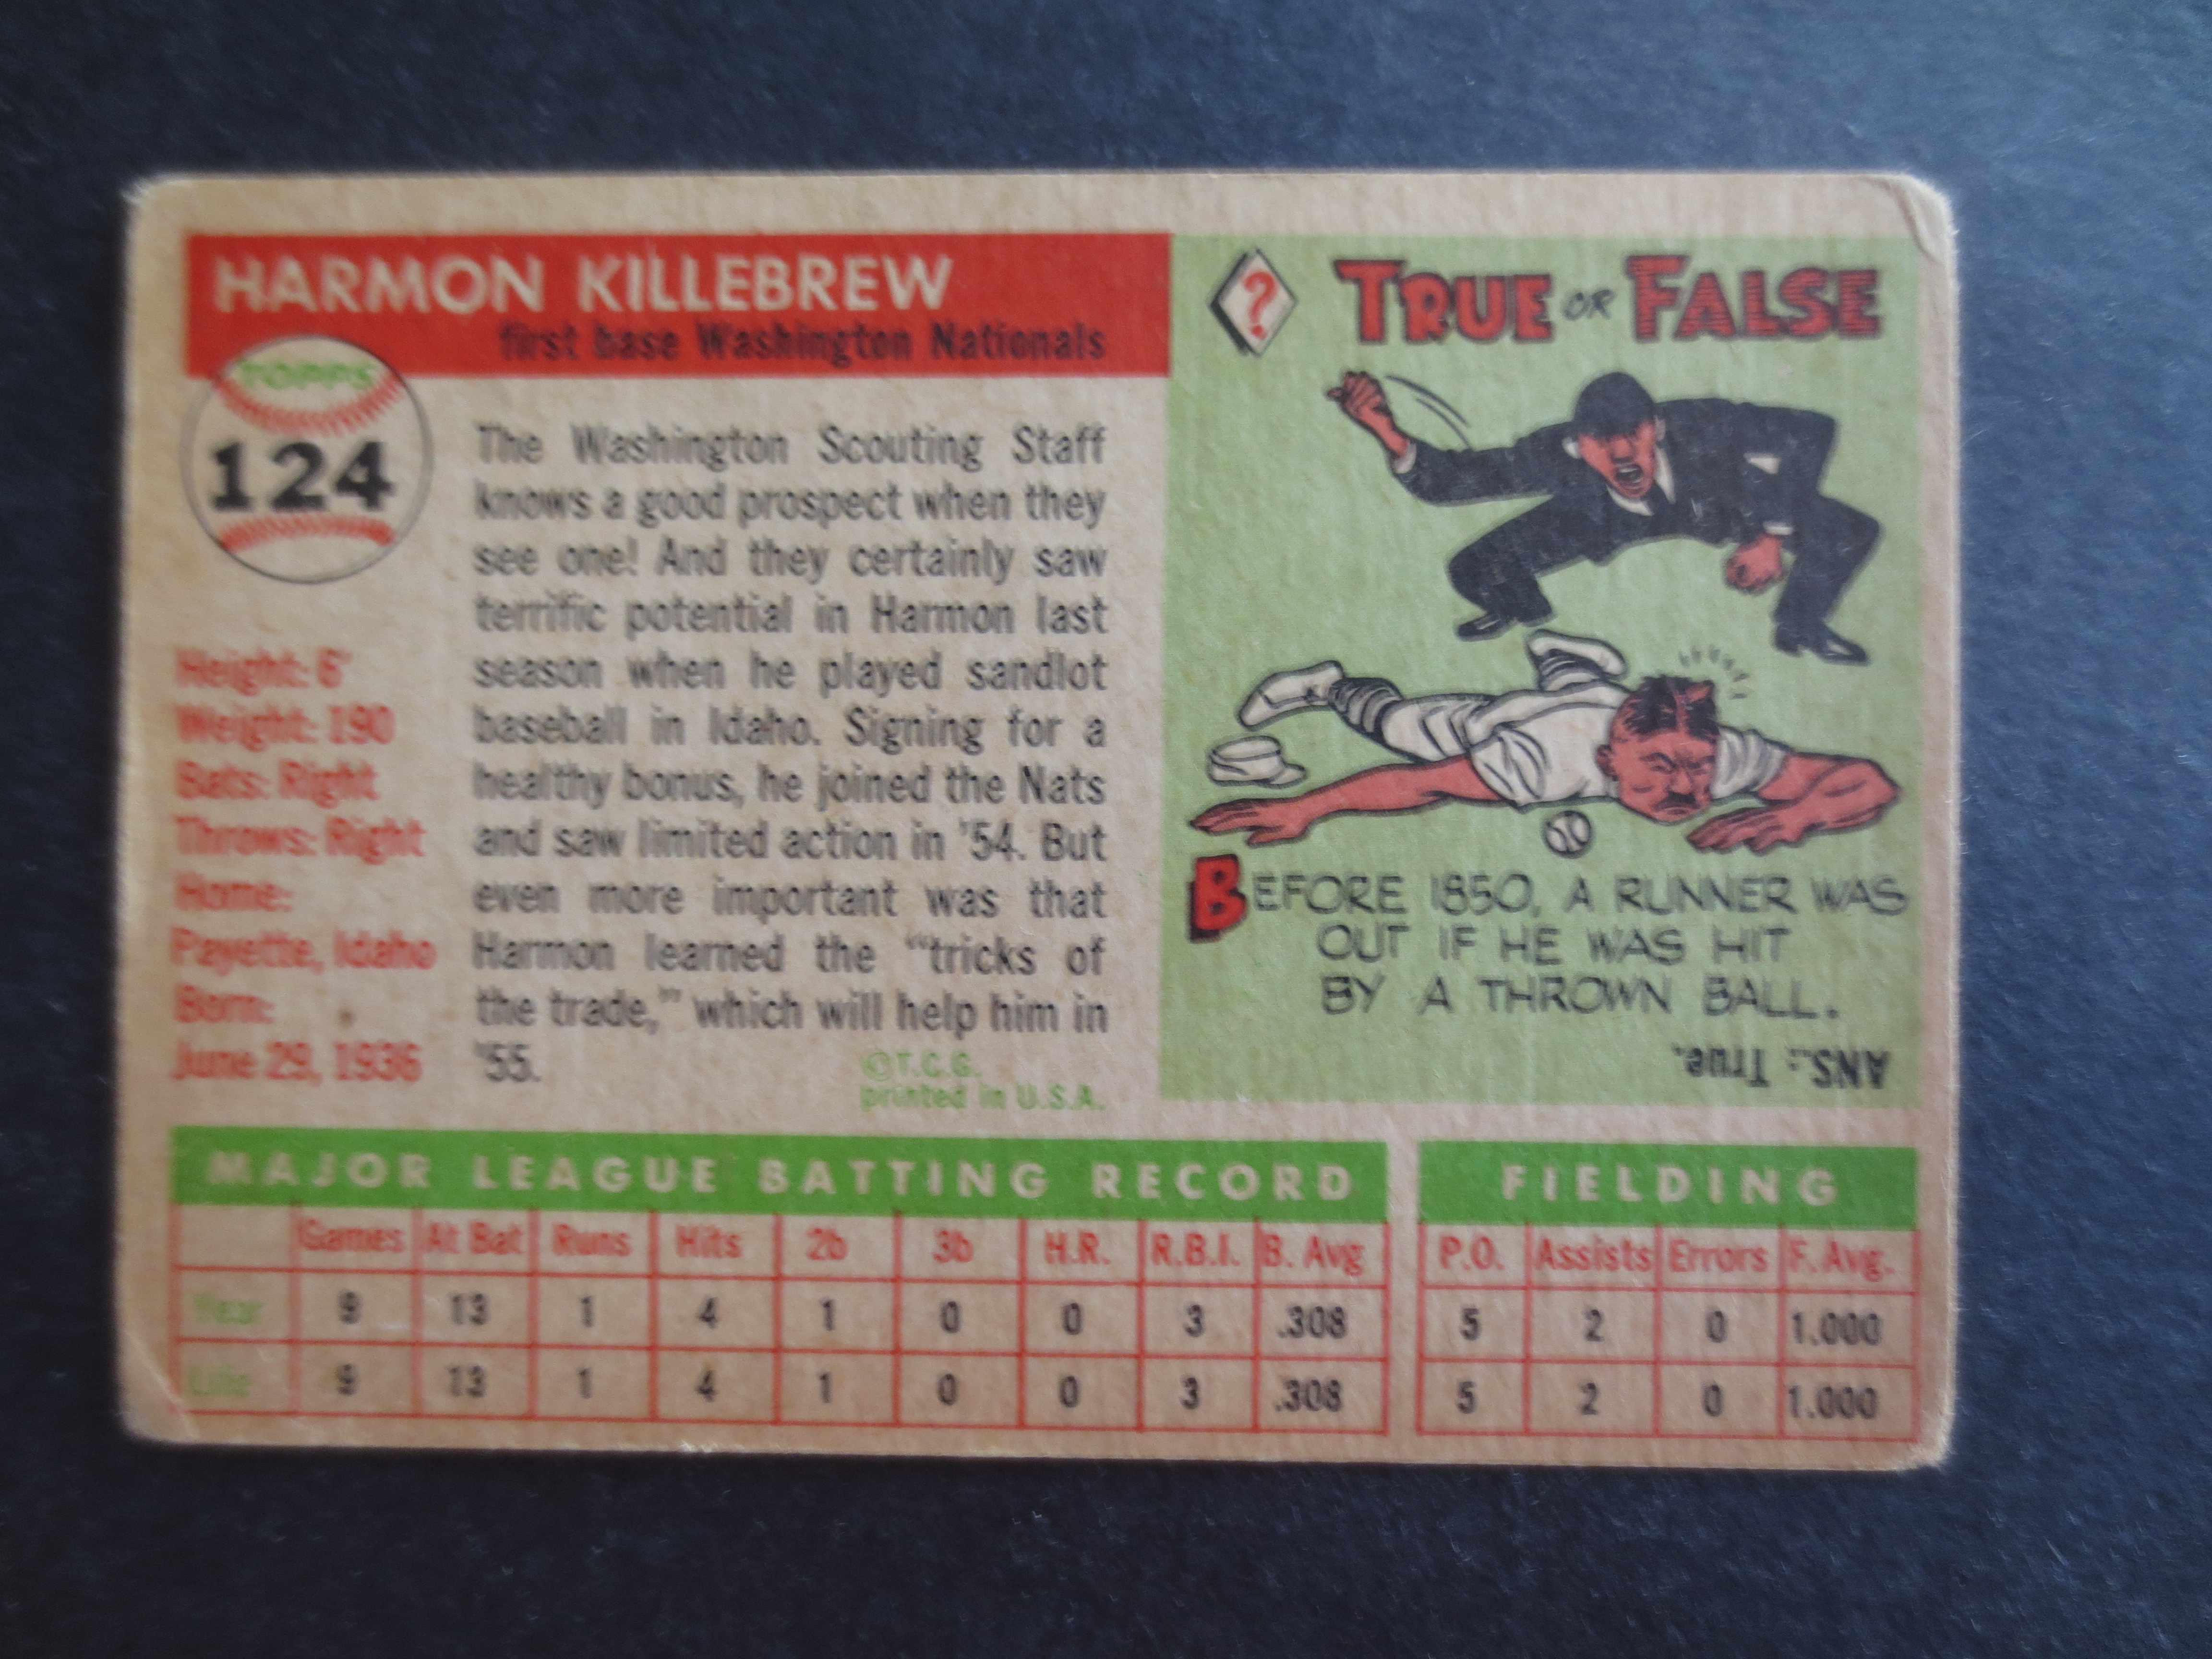 HARMON KILLEBREW
first base Washington Nationals
TOPPS
124
Height: 6'
Weight: 190
Bats: Right
Throws: Right
Home:
Payette, Idaho
Born:
June 29, 1936
The Washington Scouting Staff
knows a good prospect when they
see one! And they certainly saw
terrific potential in Harmon last
season when he played sandlot
baseball in Idaho. Signing for a
healthy bonus, he joined the Nats
and saw limited action in '54. But
even more important was that
Harmon learned the "tricks of
the trade," which will help him in
'55.
©T.C.G.
printed in U.S.A.
?
TRUE OR FALSE
BEFORE 1850, A RUNNER WAS
OUT IF HE WAS HIT
BY A THROWN BALL.
ANS.: True.
MAJOR LEAGUE BATTING RECORD
Games At Bat Runs Hits 2b 3b H.R. R.B.I. B. Avg
Year 9 13 1 4 1 0 0 3 .308
Life 9 13 1 4 1 0 0 3 .308
FIELDING
P.O. Assists Errors F. Avg.
5 2 0 1.000
5 2 0 1.000